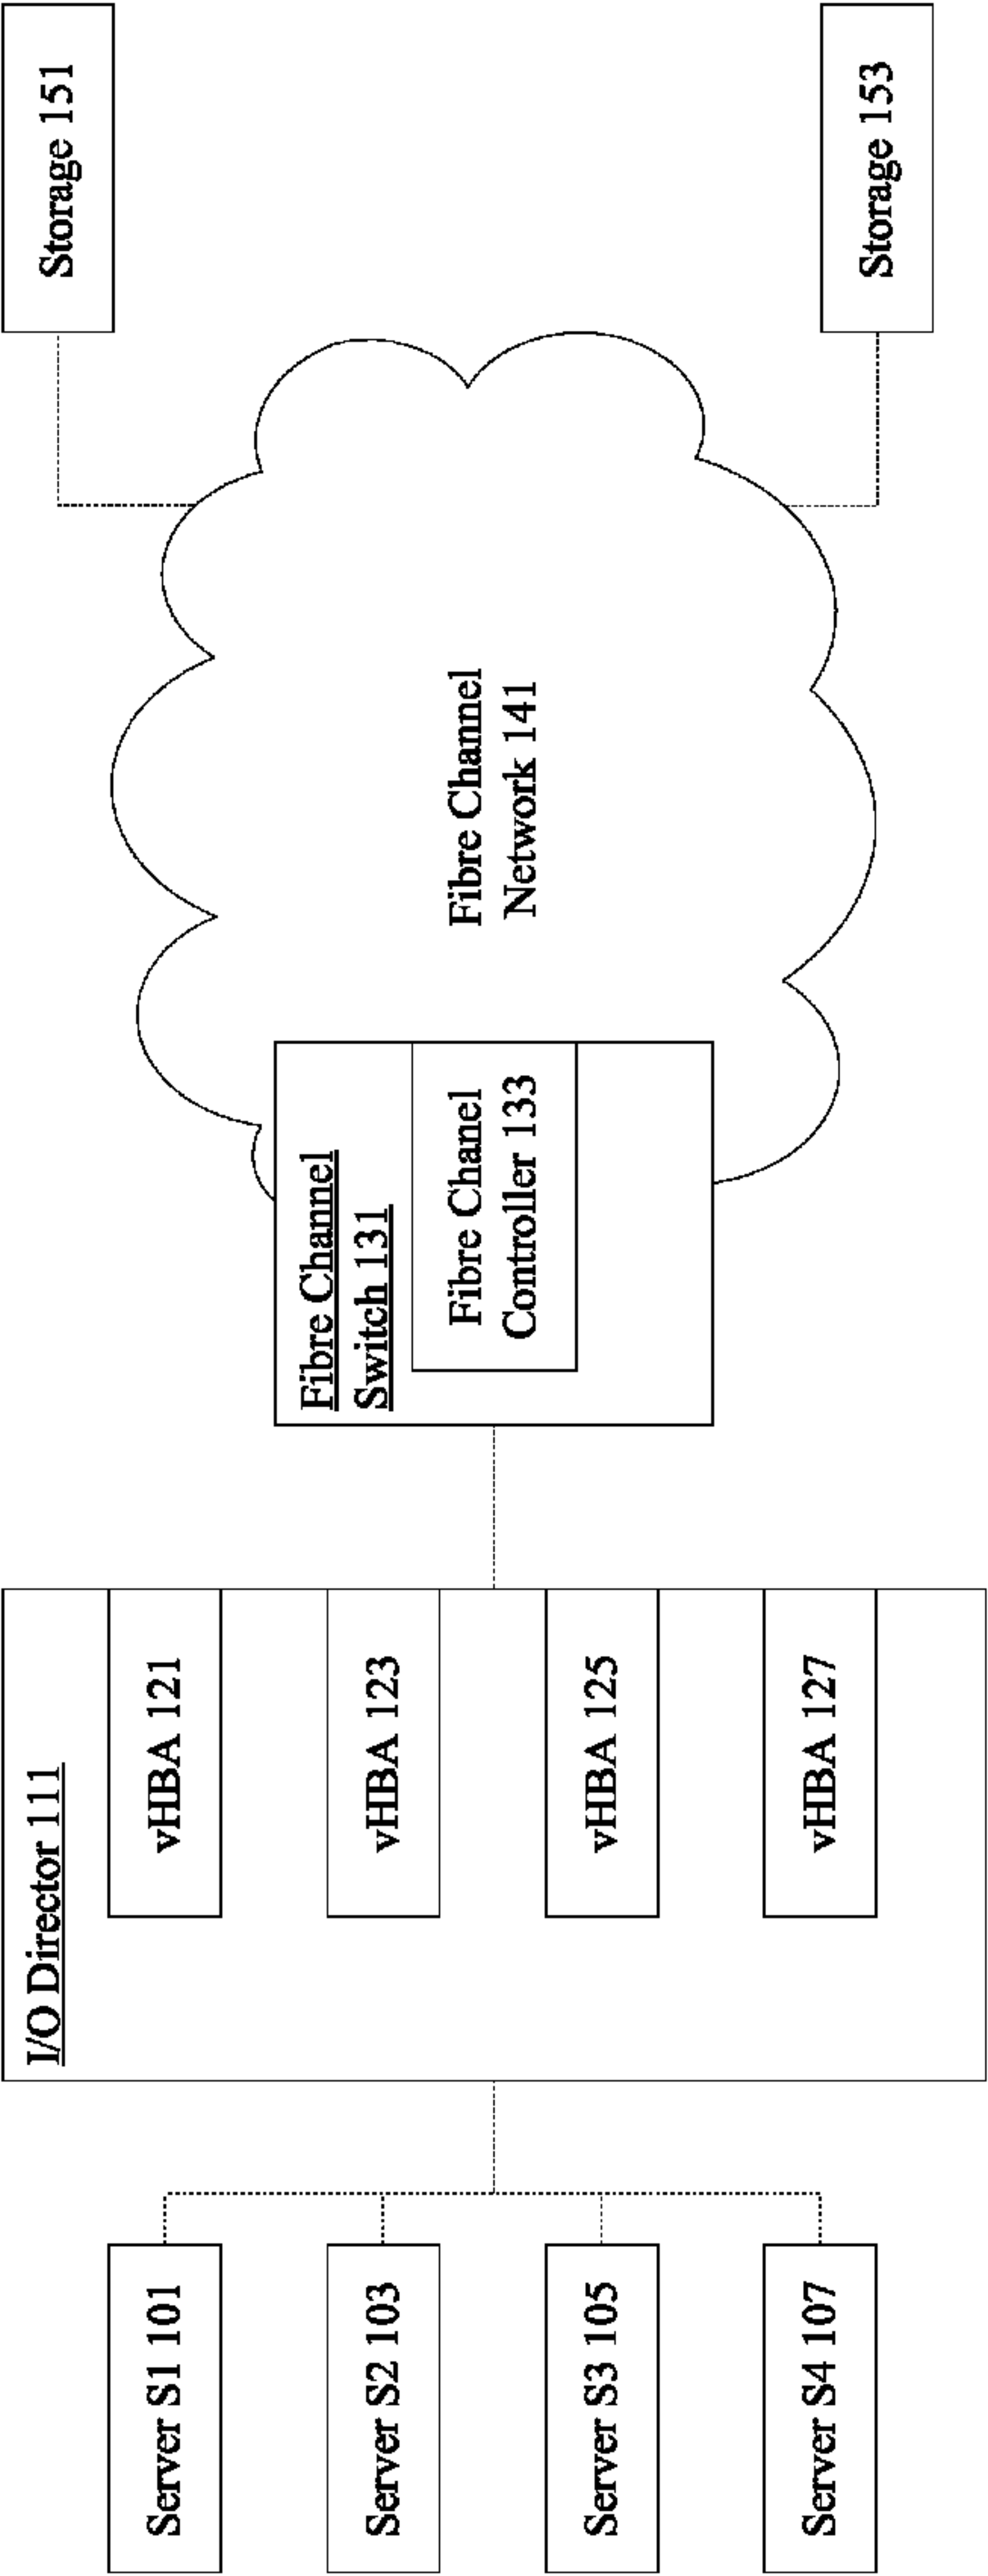 Server S1 101
Server S2 103
Server S3 105
Server S4 107
I/O Director 111
vHBA 121
vHBA 123
vHBA 125
vHBA 127
Fibre Channel
Switch 131
Fibre Chanel
Controller 133
Fibre Channel
Network 141
Storage 151
Storage 153